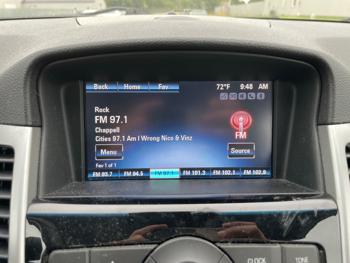 Back Home Fav 72°F 9:48 AM
Rock
FM 97.1
Chappell
Cities 97.1 Am I Wrong Nico & Vinz
FM
Menu Source
Fav 1 of 1
FM 93.7 FM 94.5 FM 97.1 FM 101.3 FM 102.1 FM 102.9
CLOCK TONE